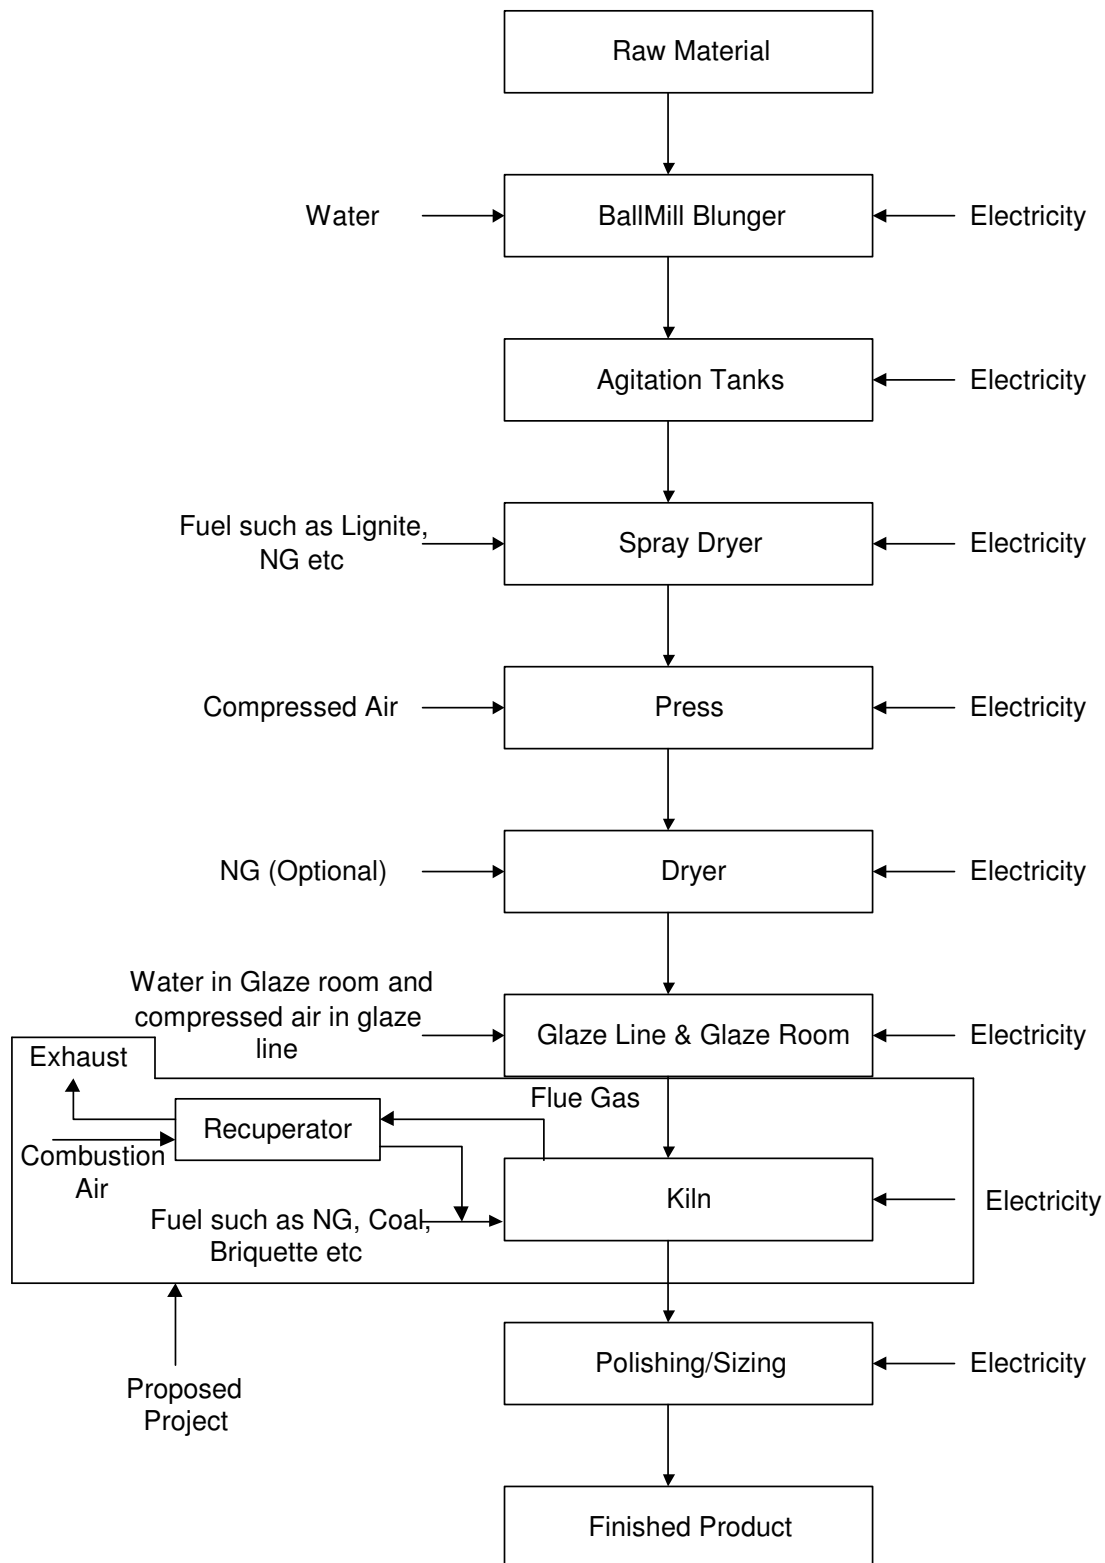 Raw Material
Water
BallMill Blunger
Electricity
Agitation Tanks
Electricity
Fuel such as Lignite,
NG etc
Spray Dryer
Electricity
Compressed Air
Press
Electricity
NG (Optional)
Dryer
Electricity
Water in Glaze room and
compressed air in glaze
line
Glaze Line & Glaze Room
Electricity
Exhaust
Flue Gas
Recuperator
Combustion
Air
Kiln
Electricity
Fuel such as NG, Coal,
Briquette etc
Polishing/Sizing
Electricity
Proposed
Project
Finished Product